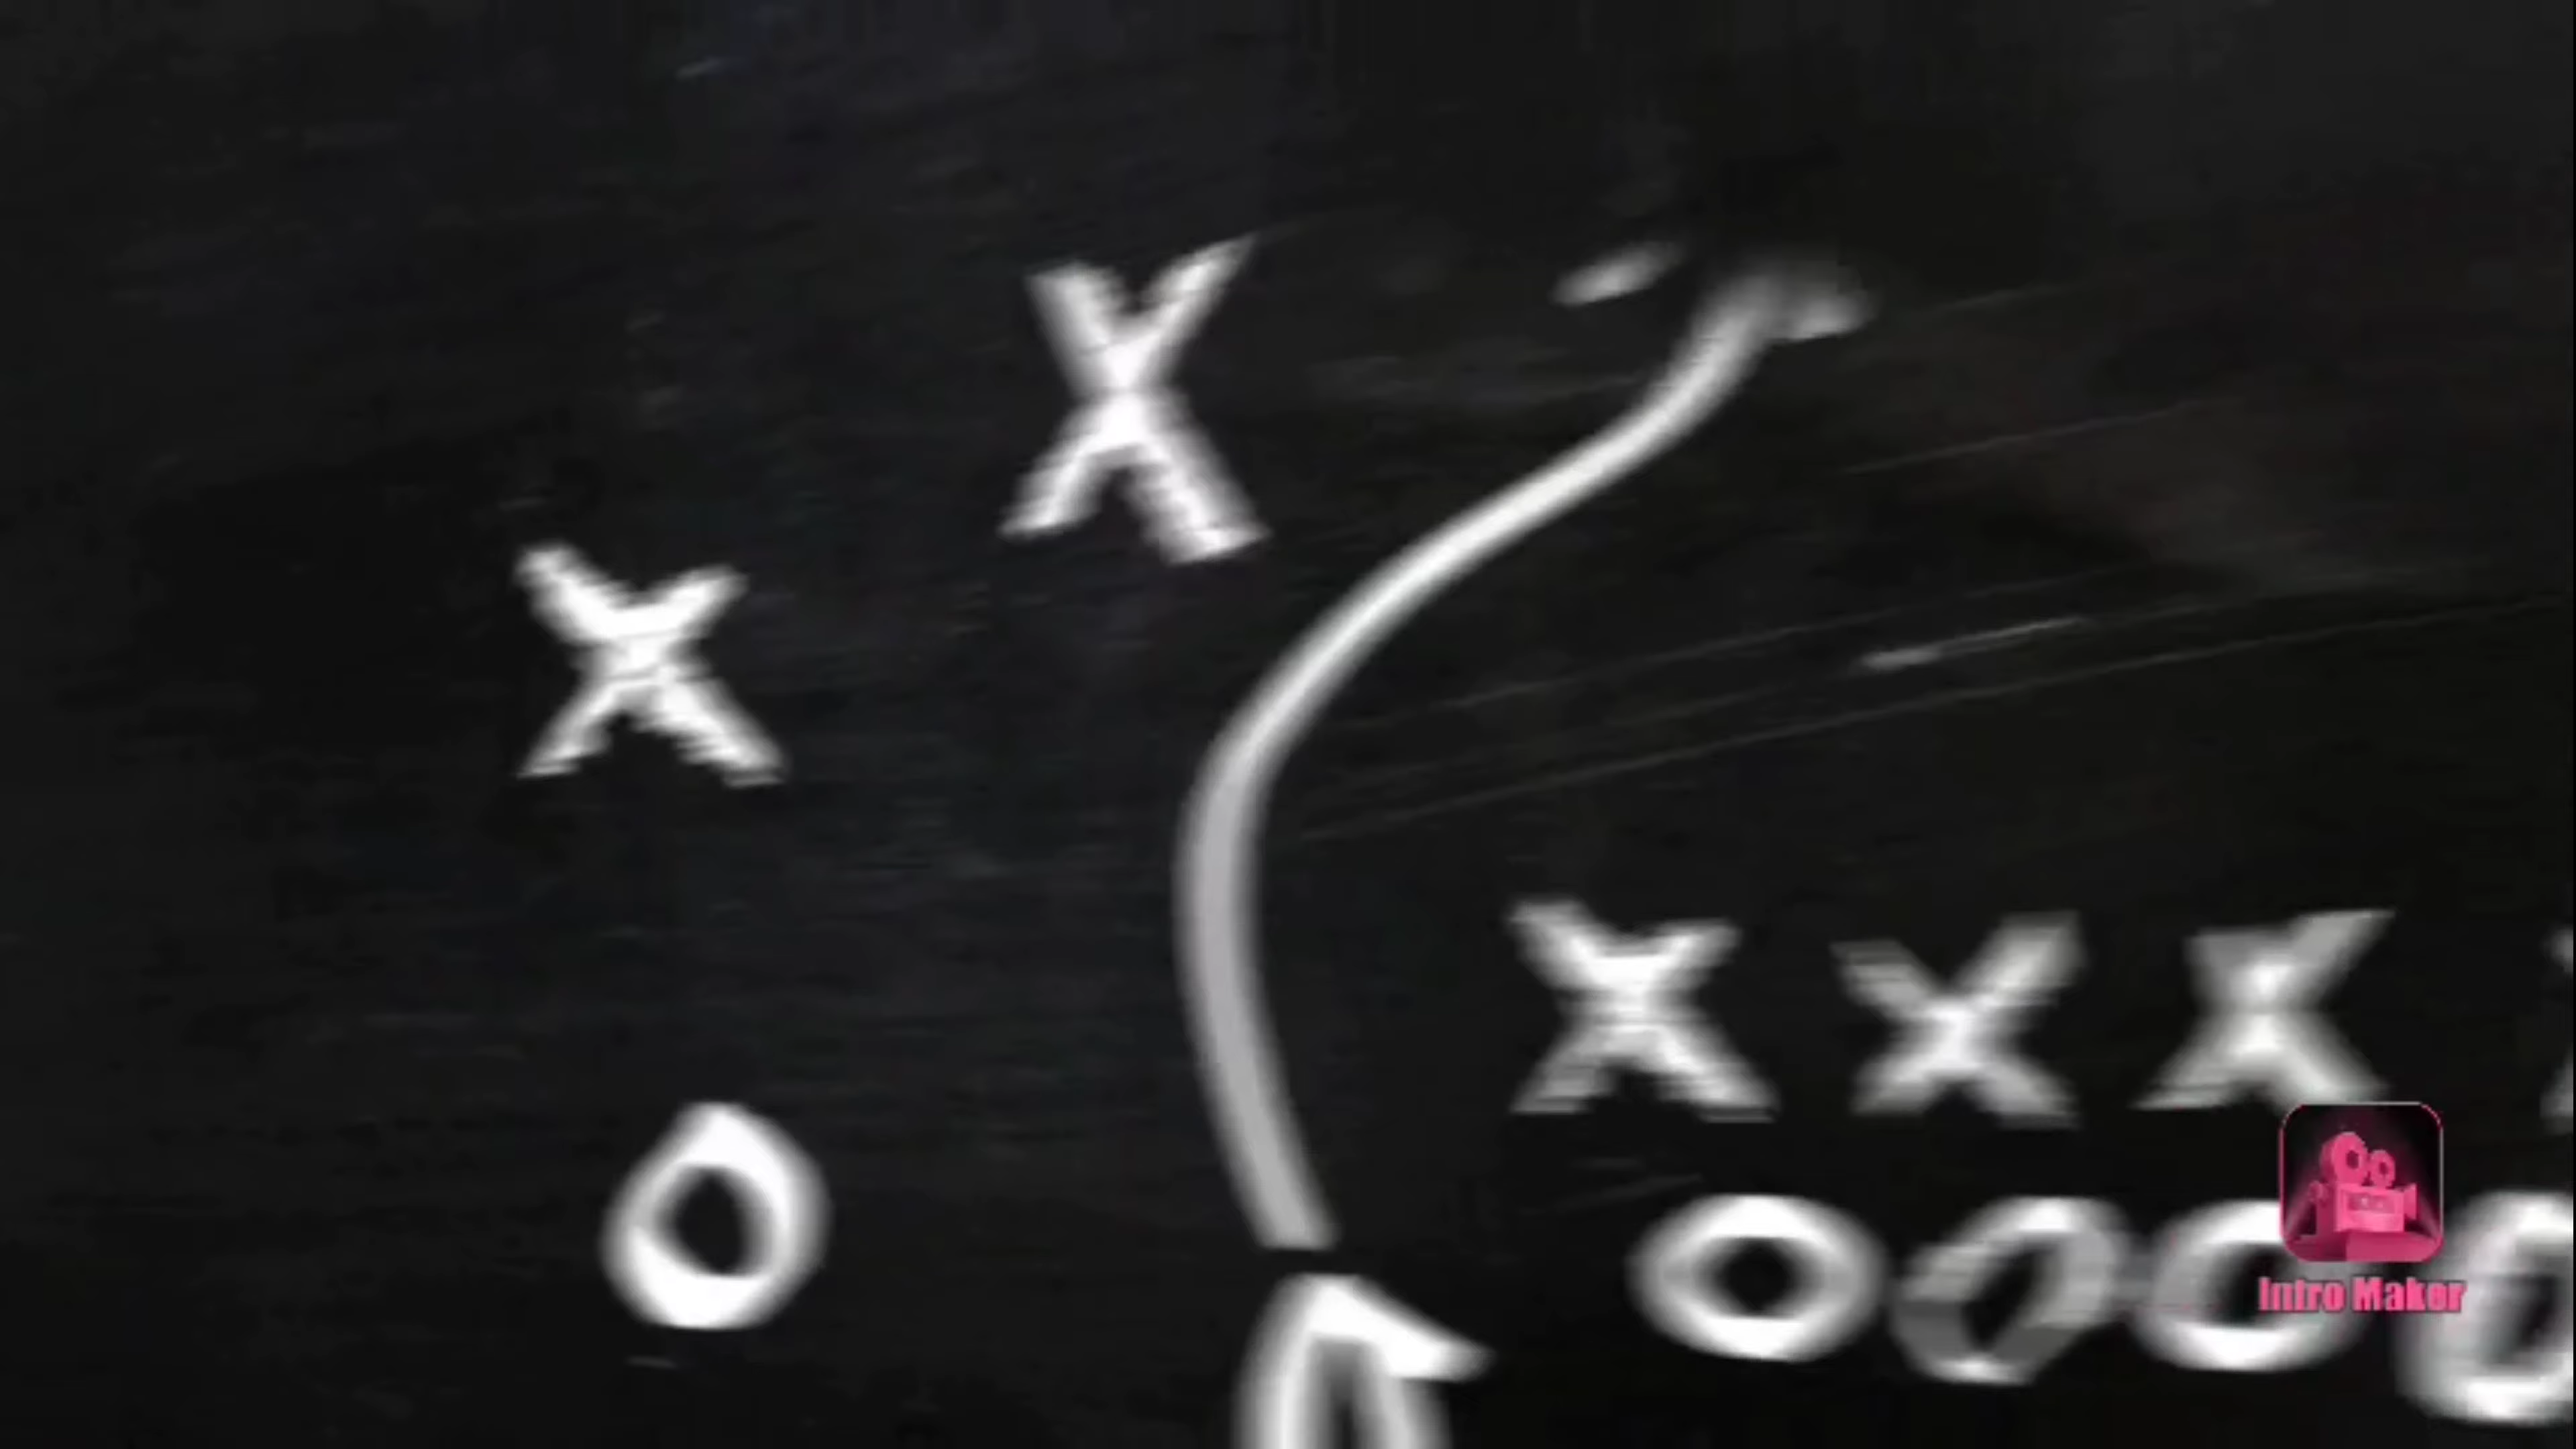 X
X
X X X
O
O O O O
Intro Maker